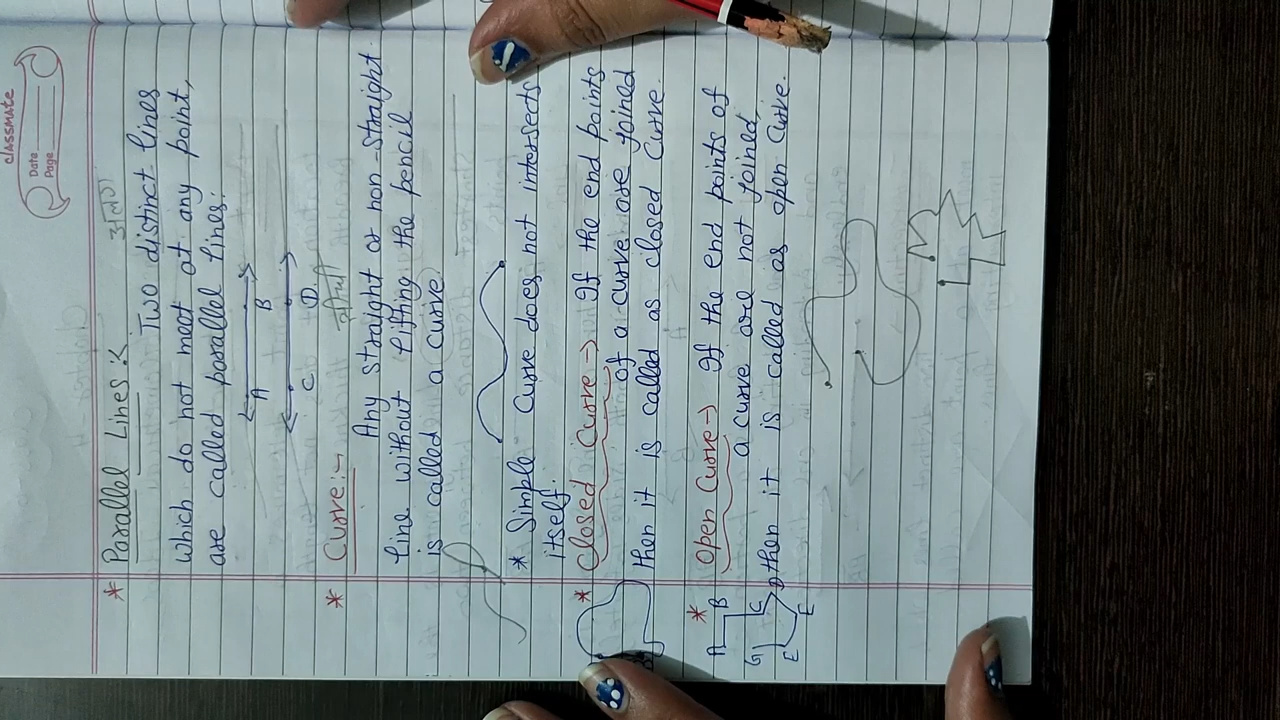 classmate
Date
Page
अलग
* Parallel Lines :-
Two distinct lines
which do not meet at any point,
are called parallel lines.
A B
C D
* Curve:-
Any straight or non-straight
line without lifting the pencil
is called a curve.
* Simple Curve does not intersects
itself.
* Closed Curve → If the end points
of a curve are joined
then it is called as closed Curve.
* Open Curve → If the end points of
a curve are not joined,
then it is called as open Curve.
A B
C
D
G
E E